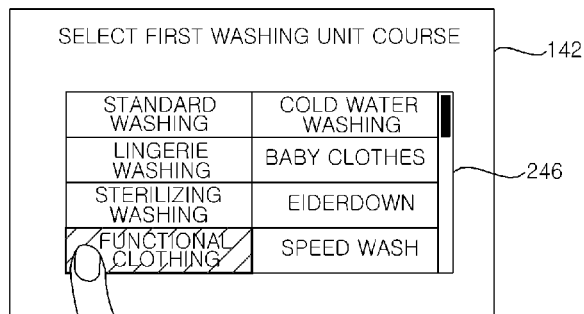 SELECT FIRST WASHING UNIT COURSE
142
STANDARD
WASHING
COLD WATER
WASHING
LINGERIE
WASHING
BABY CLOTHES
246
STERILIZING
WASHING
EIDERDOWN
FUNCTIONAL
CLOTHING
SPEED WASH